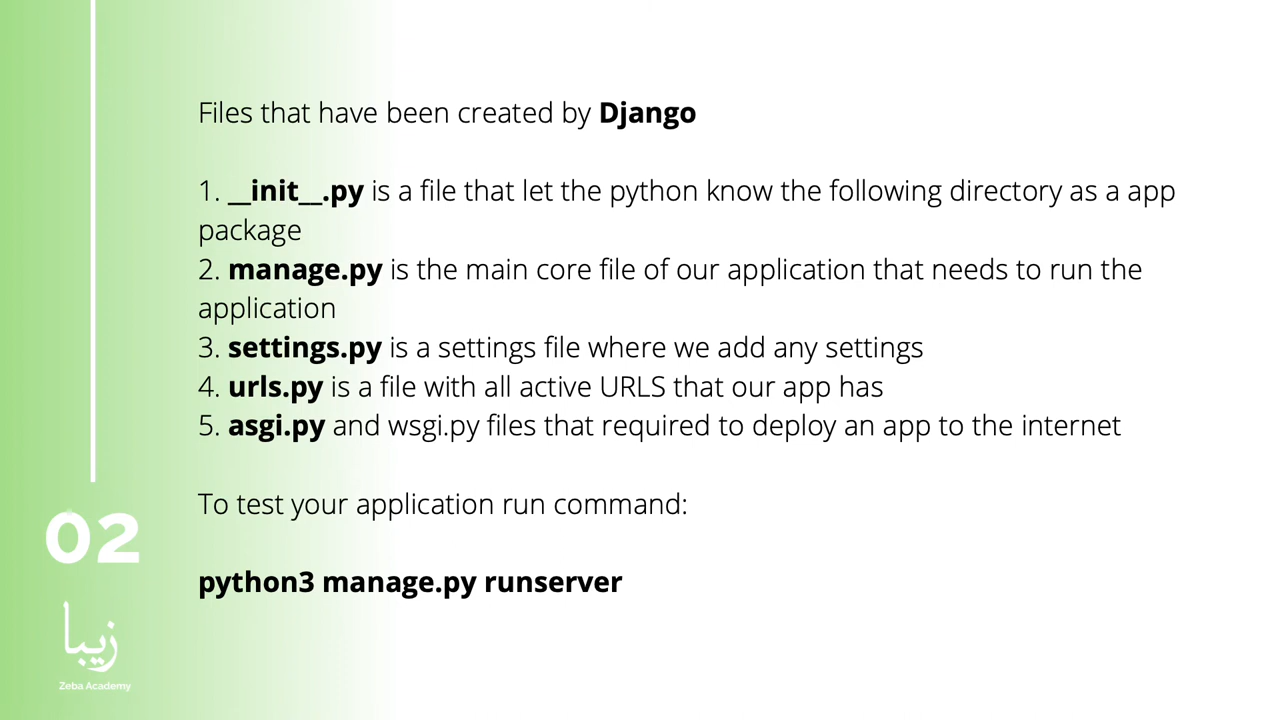 Files that have been created by Django
1. __init__.py is a file that let the python know the following directory as a app
package
2. manage.py is the main core file of our application that needs to run the
application
3. settings.py is a settings file where we add any settings
4. urls.py is a file with all active URLS that our app has
5. asgi.py and wsgi.py files that required to deploy an app to the internet
To test your application run command:
python3 manage.py runserver
02
زیبا
Zeba Academy